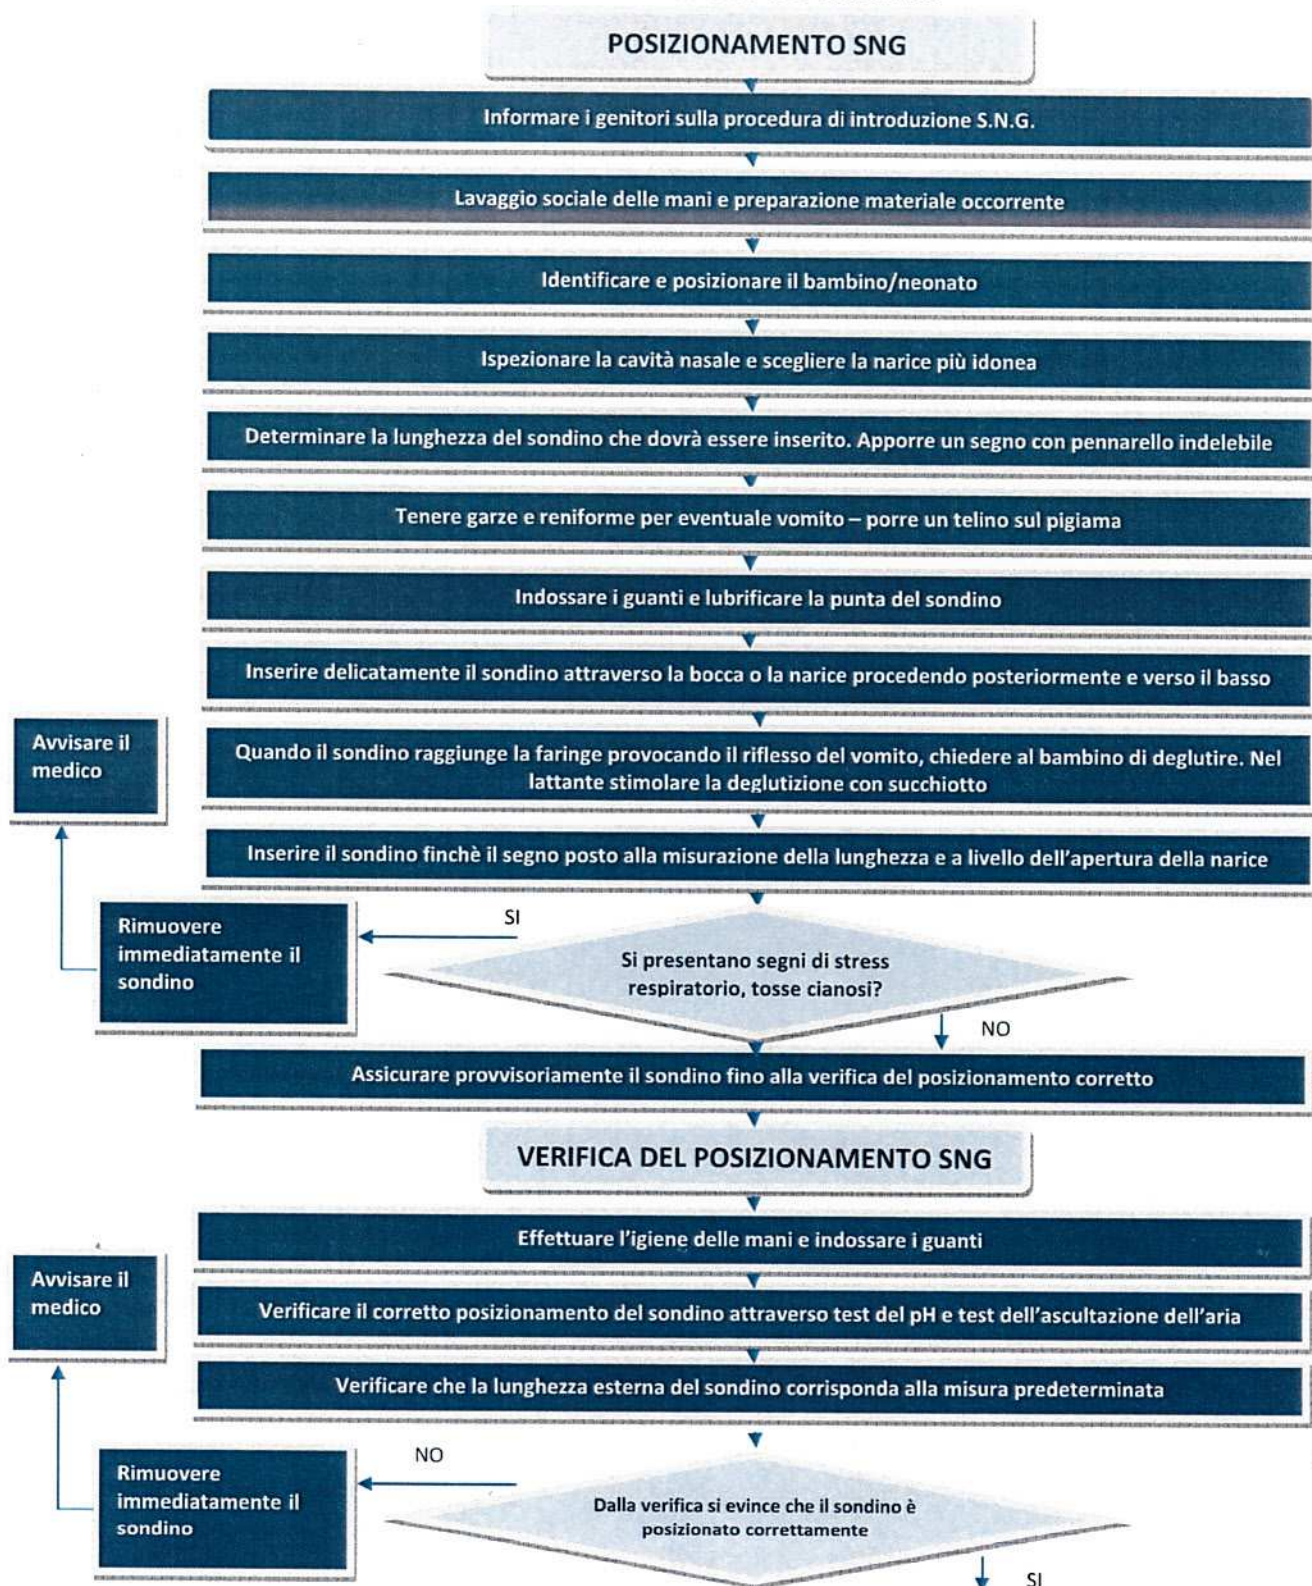 POSIZIONAMENTO SNG
Informare i genitori sulla procedura di introduzione S.N.G.
Lavaggio sociale delle mani e preparazione materiale occorrente
Identificare e posizionare il bambino/neonato
Ispezionare la cavità nasale e scegliere la narice più idonea
Determinare la lunghezza del sondino che dovrà essere inserito. Apporre un segno con pennarello indelebile
Tenere garze e reniforme per eventuale vomito – porre un telino sul pigiama
Indossare i guanti e lubrificare la punta del sondino
Inserire delicatamente il sondino attraverso la bocca o la narice procedendo posteriormente e verso il basso
Quando il sondino raggiunge la faringe provocando il riflesso del vomito, chiedere al bambino di deglutire. Nel
lattante stimolare la deglutizione con succhiotto
Inserire il sondino finchè il segno posto alla misurazione della lunghezza e a livello dell'apertura della narice
Si presentano segni di stress
respiratorio, tosse cianosi?
SI
Rimuovere
immediatamente il
sondino
Avvisare il
medico
NO
Assicurare provvisoriamente il sondino fino alla verifica del posizionamento corretto
VERIFICA DEL POSIZIONAMENTO SNG
Effettuare l'igiene delle mani e indossare i guanti
Verificare il corretto posizionamento del sondino attraverso test del pH e test dell'ascultazione dell'aria
Verificare che la lunghezza esterna del sondino corrisponda alla misura predeterminata
Dalla verifica si evince che il sondino è
posizionato correttamente
NO
Rimuovere
immediatamente il
sondino
Avvisare il
medico
SI